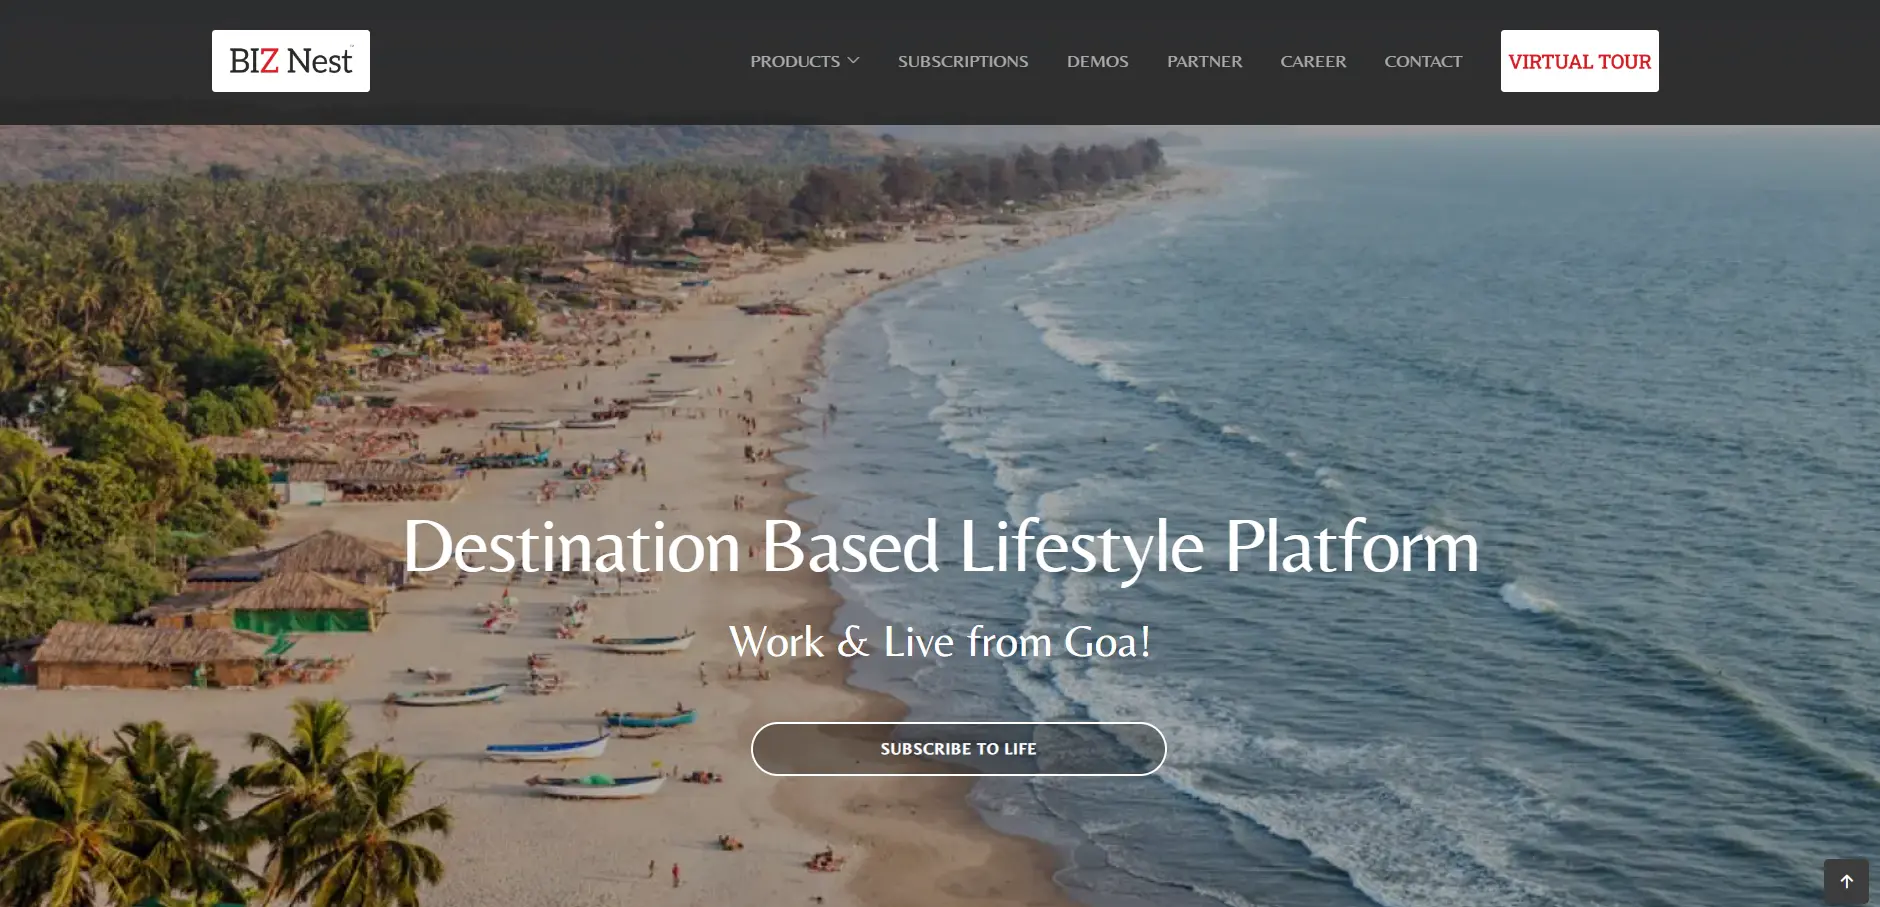 BIZ Nest™
PRODUCTS
SUBSCRIPTIONS
DEMOS
PARTNER
CAREER
CONTACT
VIRTUAL TOUR
Destination Based Lifestyle Platform
Work & Live from Goa!
SUBSCRIBE TO LIFE